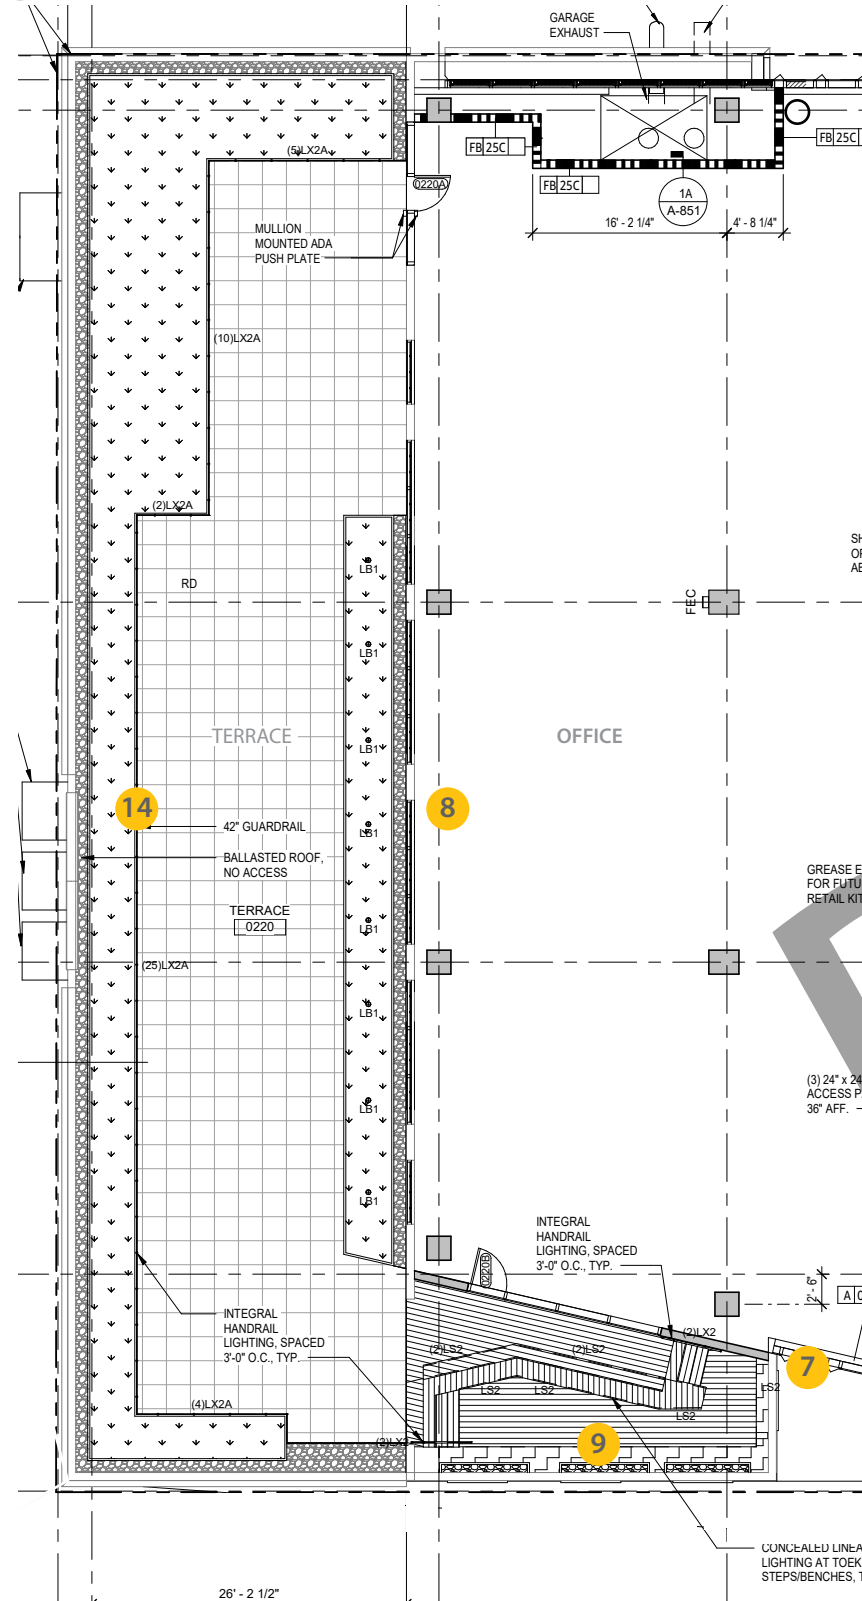 GARAGE
EXHAUST
FB 25C
FB 25C
(5)LX2A
0220A
FB 25C
1A
A-851
MULLION
MOUNTED ADA
PUSH PLATE
16' - 2 1/4"
4' - 8 1/4"
(10)LX2A
(2)LX2A
SH
OF
LB1
RD
FEC
LB1
TERRACE
OFFICE
LB1
14
8
42" GUARDRAIL
LB1
BALLASTED ROOF,
NO ACCESS
GREASE E
FOR FUTU
RETAIL KIT
TERRACE
0220
LB1
(25)LX2A
LB1
(3) 24" x 24
ACCESS P
36" AFF.
LB1
LB1
INTEGRAL
HANDRAIL
LIGHTING, SPACED
3'-0" O.C., TYP.
0220B
2' - 6"
A 0
INTEGRAL
HANDRAIL
LIGHTING, SPACED
3'-0" O.C., TYP.
(2)LX2
(2)LS2
(2)LS2
7
LS2
LS2
LS2
(4)LX2A
LS2
(2)LX2
9
CONCEALED LINEA
LIGHTING AT TOEK
STEPS/BENCHES, T
26' - 2 1/2"